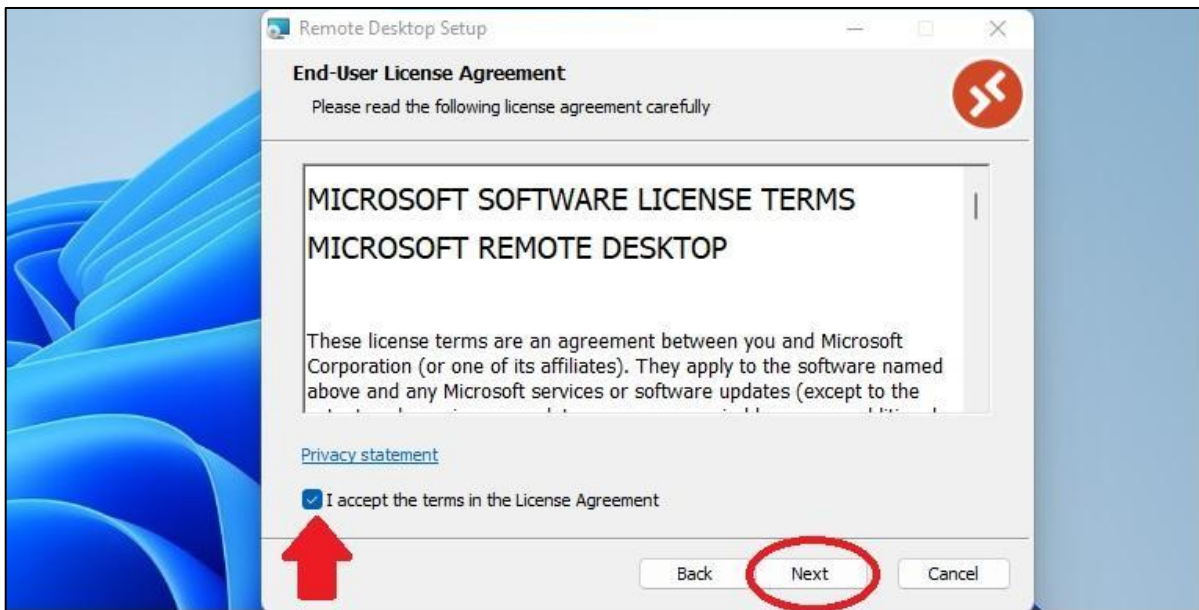 Remote Desktop Setup
End-User License Agreement
Please read the following license agreement carefully
MICROSOFT SOFTWARE LICENSE TERMS
MICROSOFT REMOTE DESKTOP
These license terms are an agreement between you and Microsoft
Corporation (or one of its affiliates). They apply to the software named
above and any Microsoft services or software updates (except to the
Privacy statement
I accept the terms in the License Agreement
Back
Next
Cancel